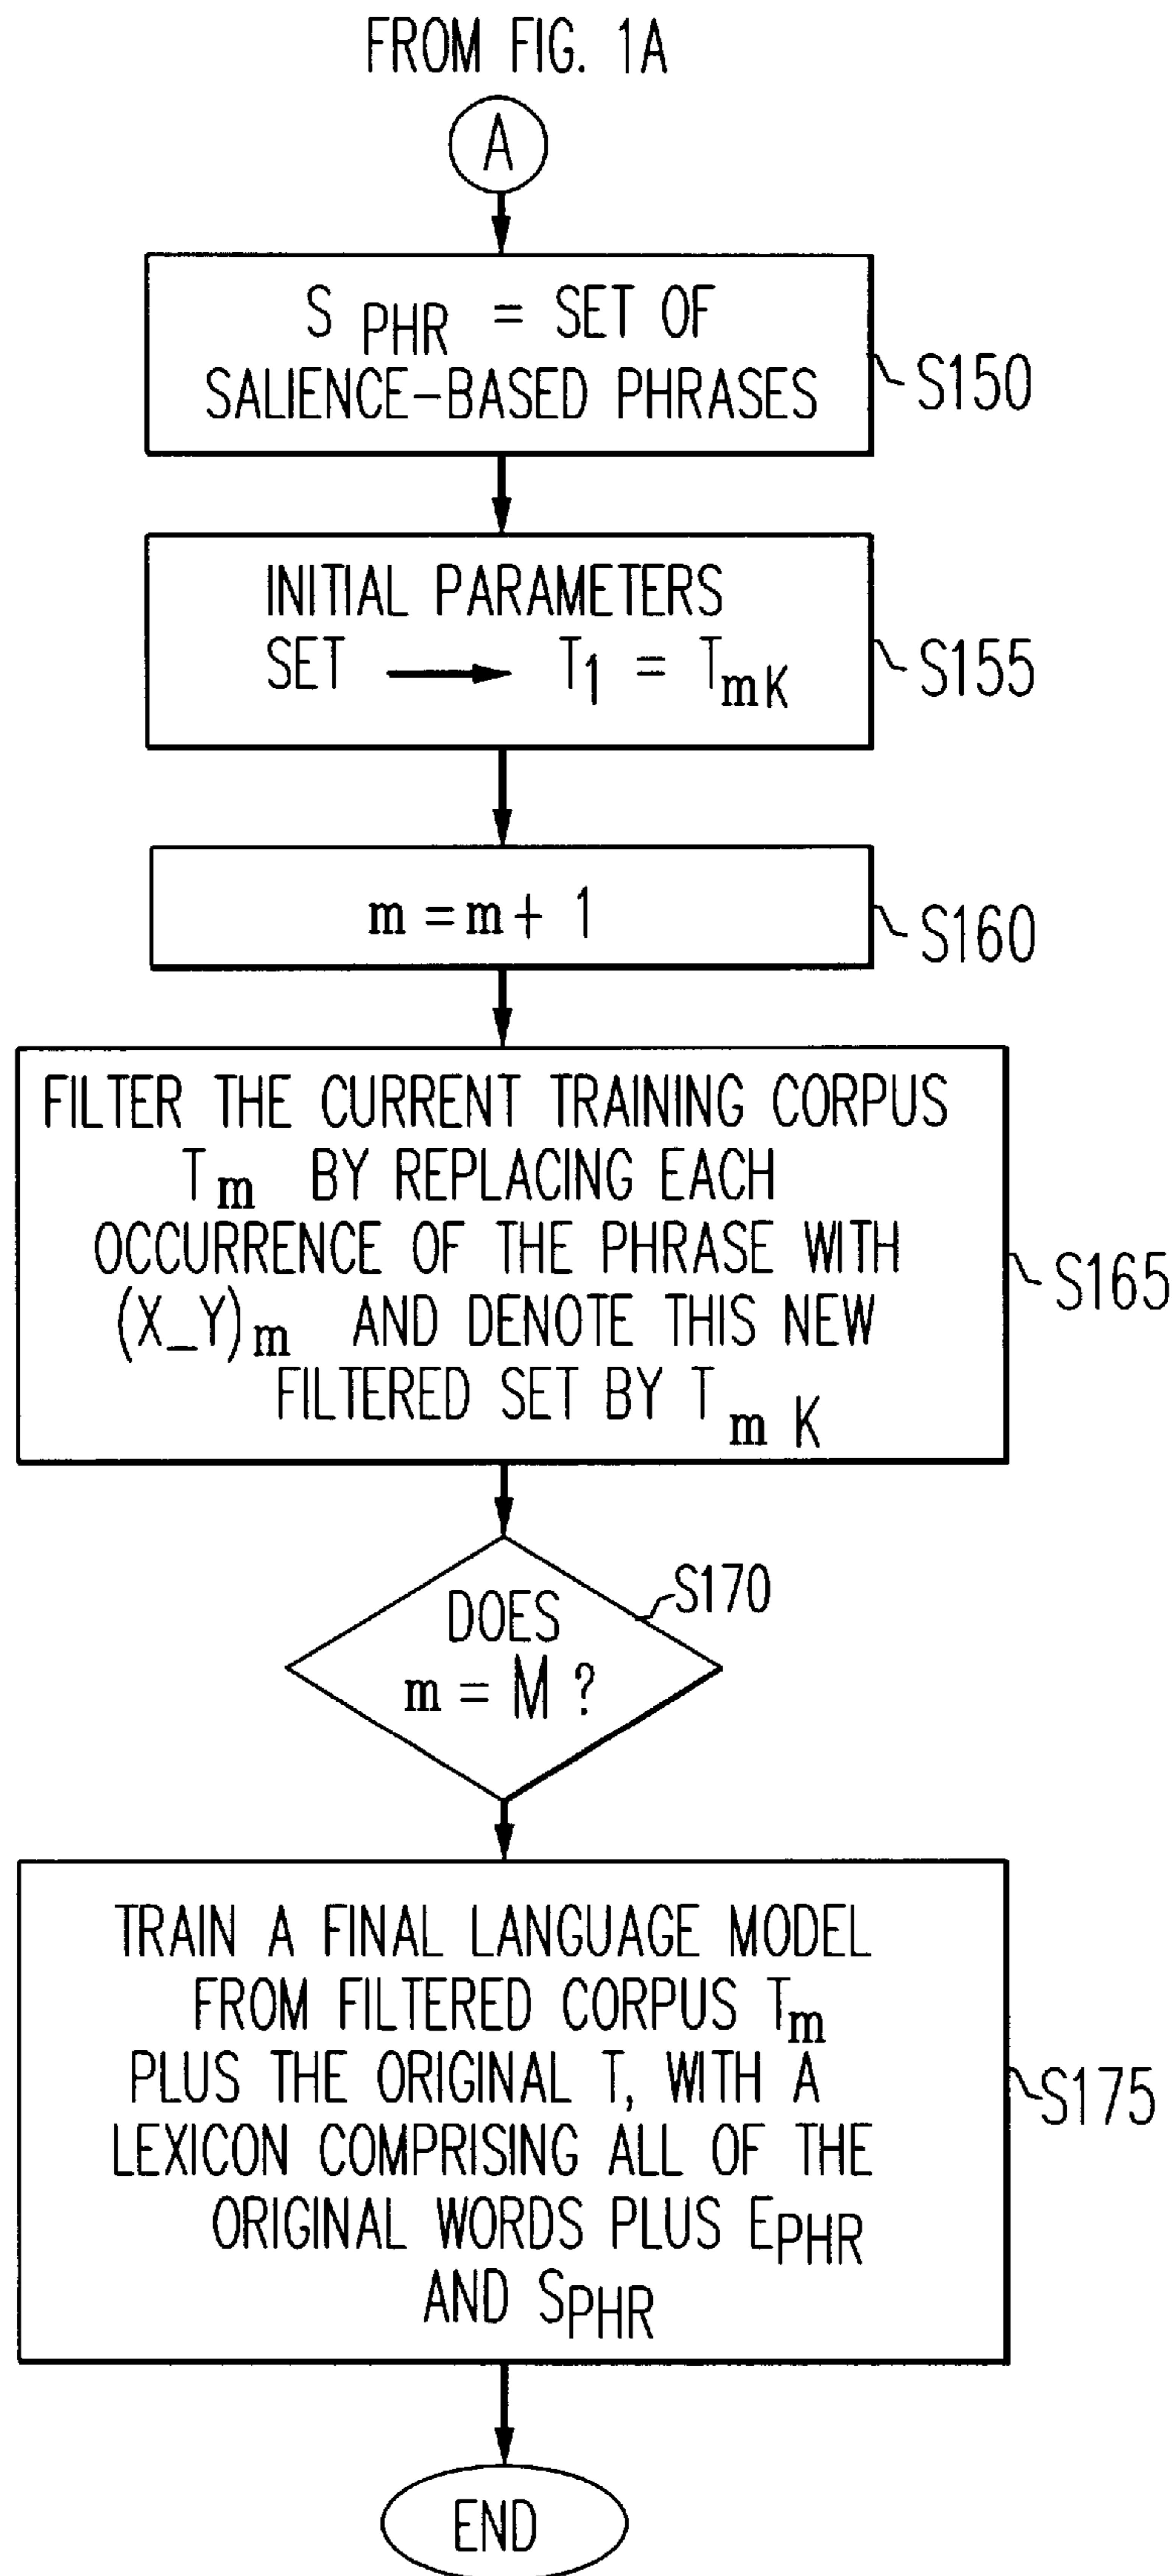 FROM FIG. 1A
A
S PHR = SET OF
SALIENCE-BASED PHRASES
S150
INITIAL PARAMETERS
SET → T1 = TmK
S155
m = m + 1
S160
FILTER THE CURRENT TRAINING CORPUS
Tm BY REPLACING EACH
OCCURRENCE OF THE PHRASE WITH
(X_Y)m AND DENOTE THIS NEW
FILTERED SET BY T m K
S165
DOES
m = M ?
S170
TRAIN A FINAL LANGUAGE MODEL
FROM FILTERED CORPUS Tm
PLUS THE ORIGINAL T, WITH A
LEXICON COMPRISING ALL OF THE
ORIGINAL WORDS PLUS EPHR
AND SPHR
S175
END